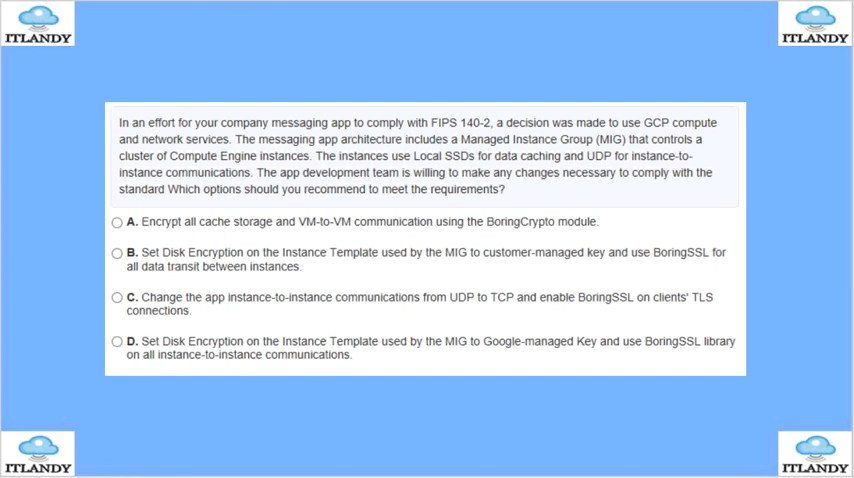 ITLANDY
ITLANDY
In an effort for your company messaging app to comply with FIPS 140-2, a decision was made to use GCP compute
and network services. The messaging app architecture includes a Managed Instance Group (MIG) that controls a
cluster of Compute Engine instances. The instances use Local SSDs for data caching and UDP for instance-to-
instance communications. The app development team is willing to make any changes necessary to comply with the
standard Which options should you recommend to meet the requirements?
A. Encrypt all cache storage and VM-to-VM communication using the BoringCrypto module.
B. Set Disk Encryption on the Instance Template used by the MIG to customer-managed key and use BoringSSL for
all data transit between instances.
C. Change the app instance-to-instance communications from UDP to TCP and enable BoringSSL on clients' TLS
connections.
D. Set Disk Encryption on the Instance Template used by the MIG to Google-managed Key and use BoringSSL library
on all instance-to-instance communications.
ITLANDY
ITLANDY